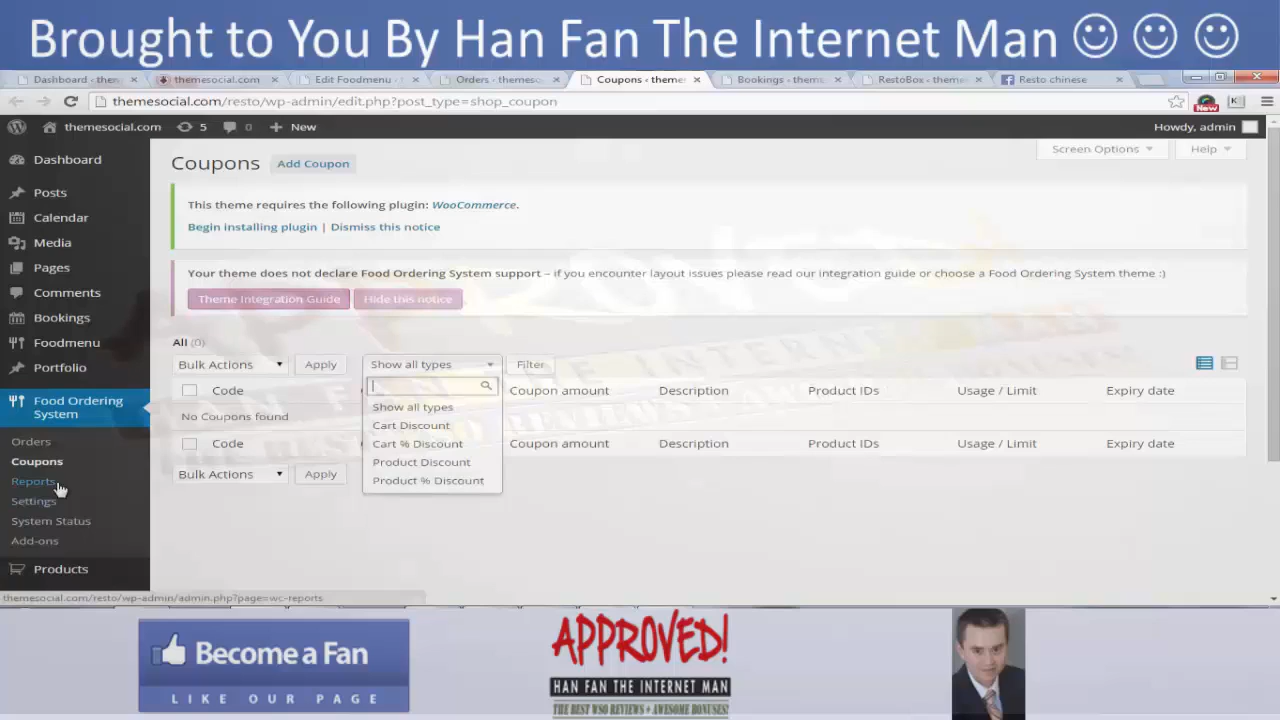 Brought to You By Han Fan The Internet Man
Dashboard ‹ them
themesocial.com
Edit Foodmenu ‹ t
Orders ‹ themeso
Coupons ‹ themes
Bookings ‹ theme
RestoBox ‹ theme
Resto chinese
themesocial.com/resto/wp-admin/edit.php?post_type=shop_coupon
New
themesocial.com 5 0 + New Howdy, admin
Dashboard
Posts
Calendar
Media
Pages
Comments
Bookings
Foodmenu
Portfolio
Food Ordering
System
Orders
Coupons
Reports
Settings
System Status
Add-ons
Products
Coupons Add Coupon Screen Options Help
This theme requires the following plugin: WooCommerce.
Begin installing plugin | Dismiss this notice
Your theme does not declare Food Ordering System support – if you encounter layout issues please read our integration guide or choose a Food Ordering System theme :)
Theme Integration Guide Hide this notice
All (0)
Bulk Actions Apply Show all types Filter
Code Coupon amount Description Product IDs Usage / Limit Expiry date
No Coupons found
Code Coupon amount Description Product IDs Usage / Limit Expiry date
Bulk Actions Apply
Show all types
Cart Discount
Cart % Discount
Product Discount
Product % Discount
themesocial.com/resto/wp-admin/admin.php?page=wc-reports
Become a Fan
LIKE OUR PAGE
APPROVED!
HAN FAN THE INTERNET MAN
THE BEST WSO REVIEWS + AWESOME BONUSES!